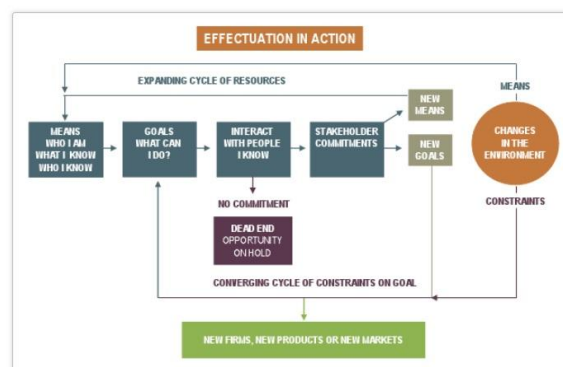 EFFECTUATION IN ACTION
EXPANDING CYCLE OF RESOURCES
MEANS
NEW
MEANS
MEANS
WHO I AM
WHAT I KNOW
WHO I KNOW
GOALS
WHAT CAN
I DO?
INTERACT
WITH PEOPLE
I KNOW
STAKEHOLDER
COMMITMENTS
NEW
GOALS
CHANGES
IN THE
ENVIRONMENT
CONSTRAINTS
NO COMMITMENT
DEAD END
OPPORTUNITY
ON HOLD
CONVERGING CYCLE OF CONSTRAINTS ON GOAL
NEW FIRMS, NEW PRODUCTS OR NEW MARKETS